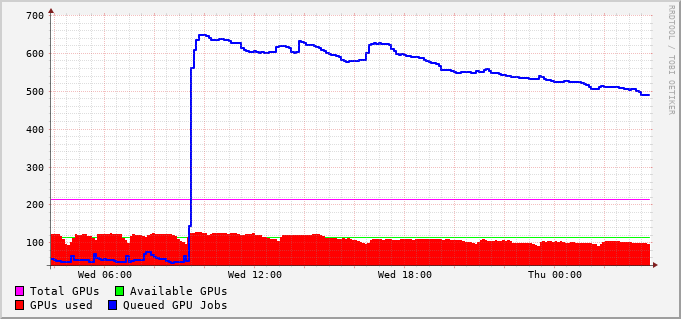 700
600
500
400
300
200
100
Wed 06:00 Wed 12:00 Wed 18:00 Thu 00:00
Total GPUs Available GPUs
GPUs used Queued GPU Jobs
RRDTOOL / TOBI OETIKER